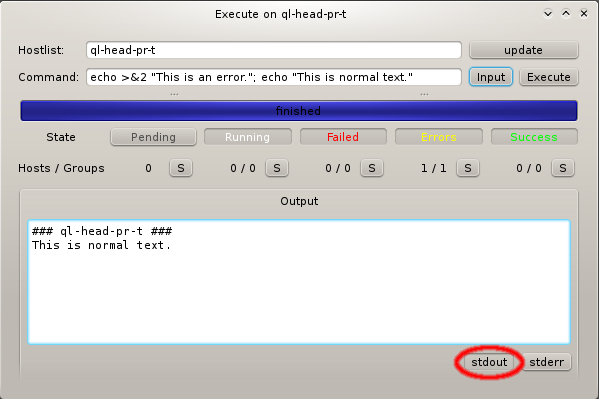 Execute on ql-head-pr-t
Hostlist: ql-head-pr-t update
Command: echo >&2 "This is an error."; echo "This is normal text." Input Execute
... ...
finished
State Pending Running Failed Errors Success
Hosts / Groups 0 S 0 / 0 S 0 / 0 S 1 / 1 S 0 / 0 S
Output
### ql-head-pr-t ###
This is normal text.
stdout stderr